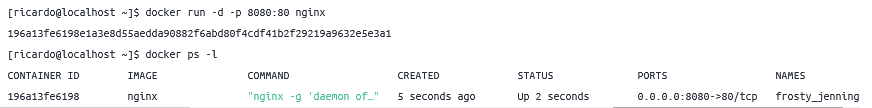 [ricardo@localhost ~]$ docker run -d -p 8080:80 nginx
196a13fe6198e1a3e8d55aedda90882f6abd80f4cdf41b2f29219a9632e5e3a1
[ricardo@localhost ~]$ docker ps -l
CONTAINER ID IMAGE COMMAND CREATED STATUS PORTS NAMES
196a13fe6198 nginx "nginx -g 'daemon of…" 5 seconds ago Up 2 seconds 0.0.0.0:8080->80/tcp frosty_jenning